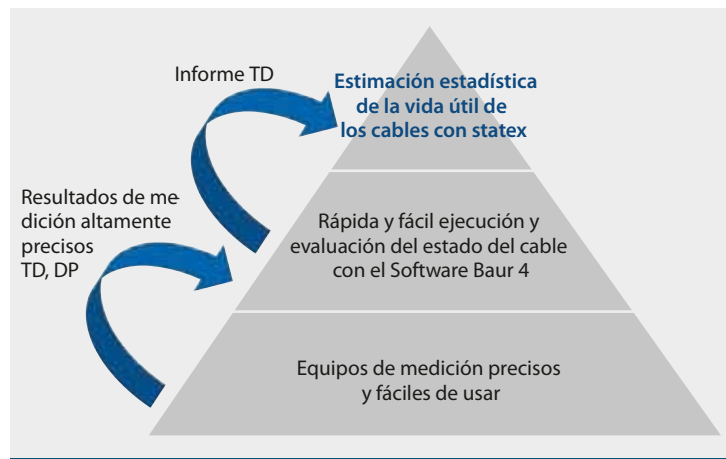 Informe TD
Estimación estadística
de la vida útil de
los cables con statex
Resultados de me-
dición altamente
precisos
TD, DP
Rápida y fácil ejecución y
evaluación del estado del cable
con el Software Baur 4
Equipos de medición precisos
y fáciles de usar